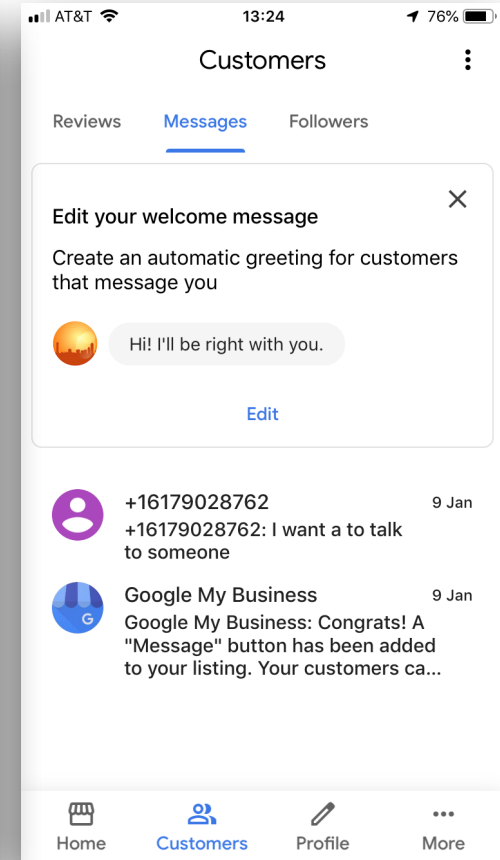 AT&T 13:24 76%
Customers
Reviews Messages Followers
Edit your welcome message
Create an automatic greeting for customers
that message you
Hi! I'll be right with you.
Edit
+16179028762 9 Jan
+16179028762: I want a to talk
to someone
Google My Business 9 Jan
Google My Business: Congrats! A
"Message" button has been added
to your listing. Your customers ca...
G
Home Customers Profile More